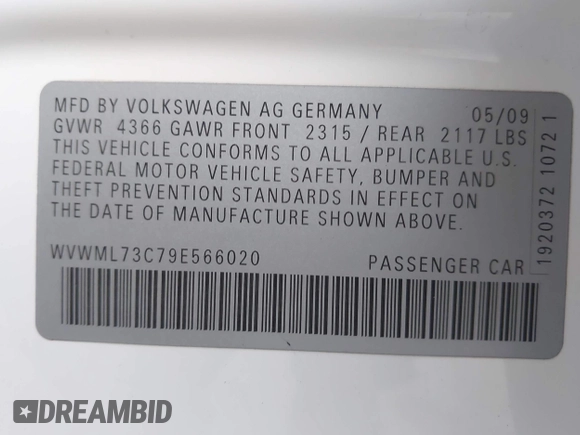 MFD BY VOLKSWAGEN AG GERMANY 05/09
GVWR 4366 GAWR FRONT 2315 / REAR 2117 LBS
THIS VEHICLE CONFORMS TO ALL APPLICABLE U.S.
FEDERAL MOTOR VEHICLE SAFETY, BUMPER AND
THEFT PREVENTION STANDARDS IN EFFECT ON
THE DATE OF MANUFACTURE SHOWN ABOVE.
WVWML73C79E566020 PASSENGER CAR
1920372 1072 1
DREAMBID